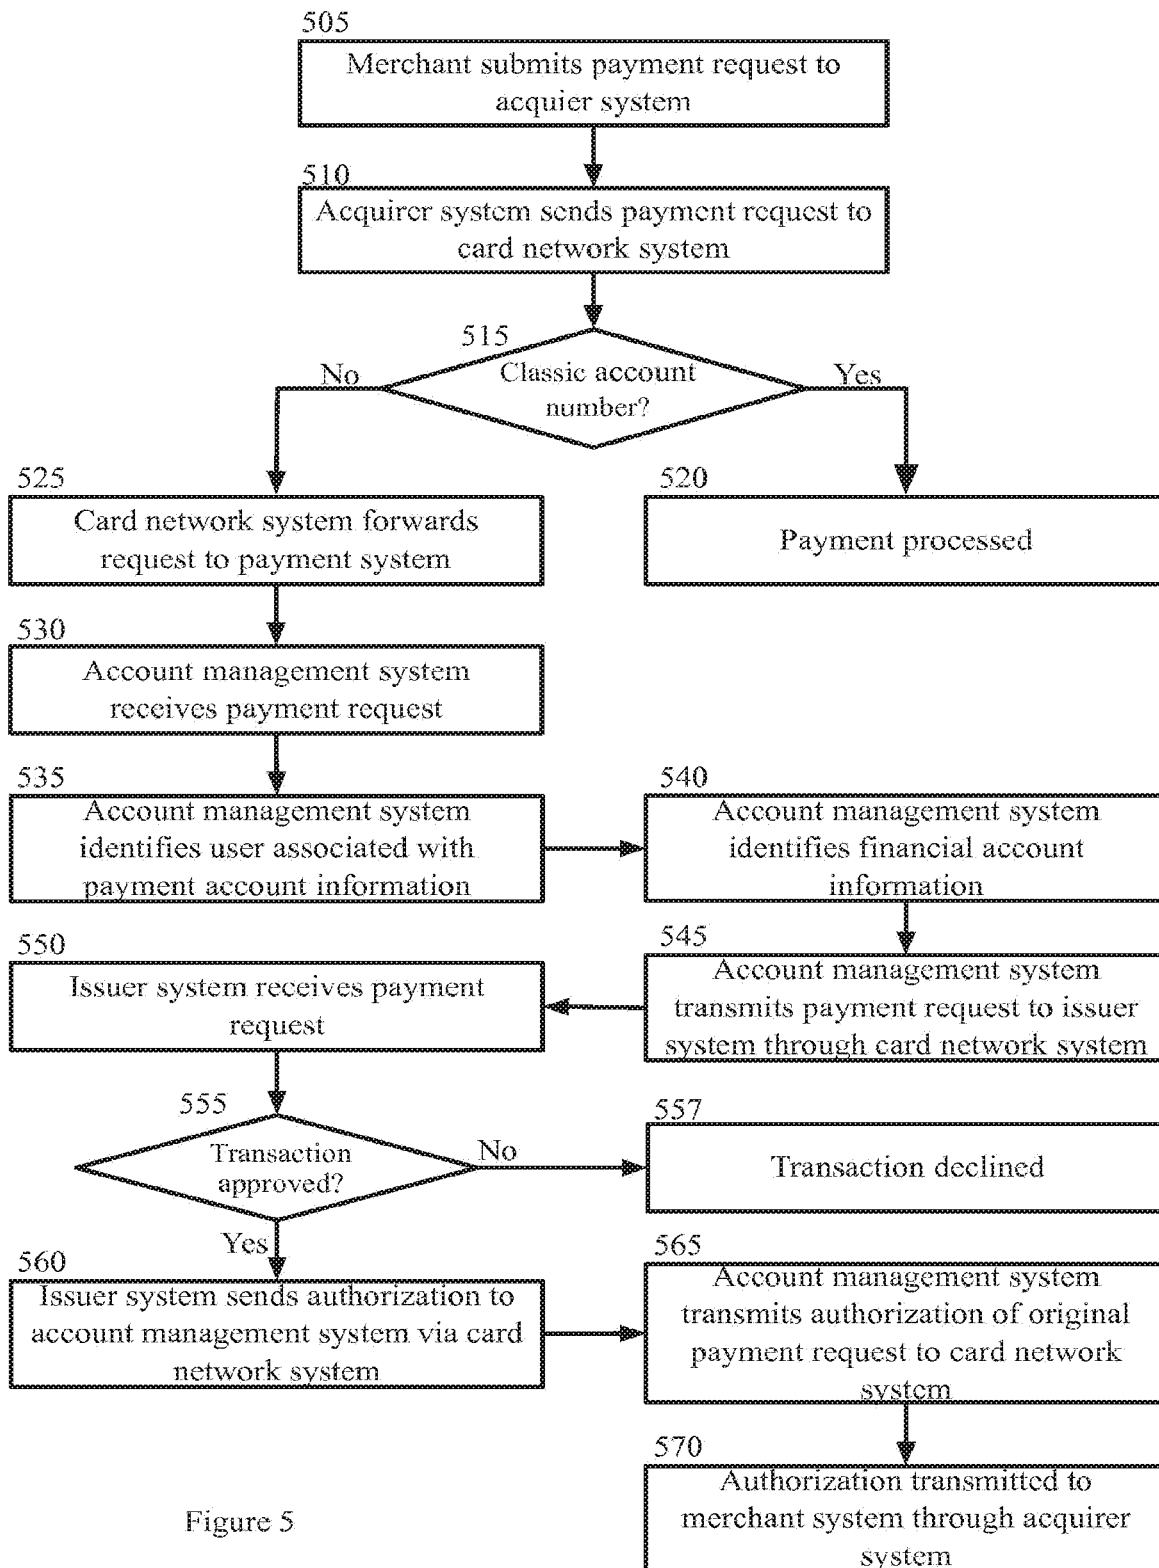 505
Merchant submits payment request to
acquier system
510
Acquirer system sends payment request to
card network system
515
No
Classic account
number?
Yes
525
Card network system forwards
request to payment system
520
Payment processed
530
Account management system
receives payment request
535
Account management system
identifies user associated with
payment account information
540
Account management system
identifies financial account
information
550
Issuer system receives payment
request
545
Account management system
transmits payment request to issuer
system through card network system
555
Transaction
approved?
No
557
Transaction declined
Yes
560
Issuer system sends authorization to
account management system via card
network system
565
Account management system
transmits authorization of original
payment request to card network
system
570
Authorization transmitted to
merchant system through acquirer
system
Figure 5